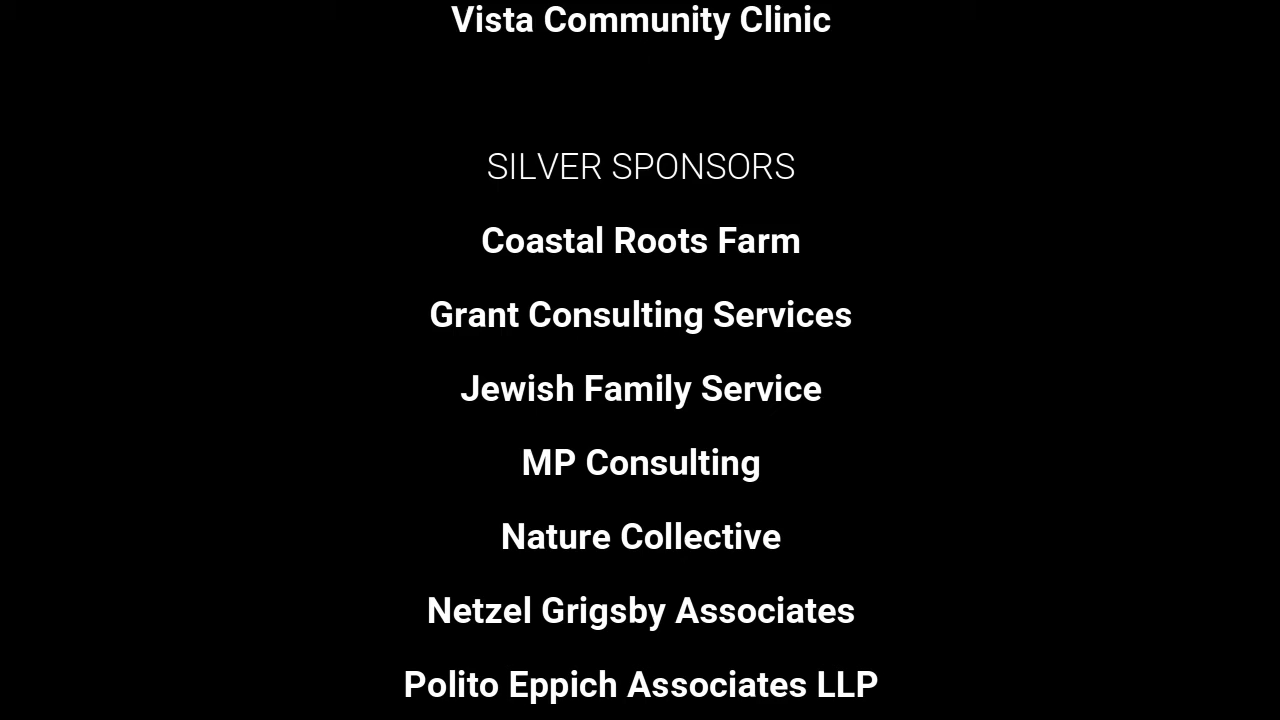 Vista Community Clinic
SILVER SPONSORS
Coastal Roots Farm
Grant Consulting Services
Jewish Family Service
MP Consulting
Nature Collective
Netzel Grigsby Associates
Polito Eppich Associates LLP